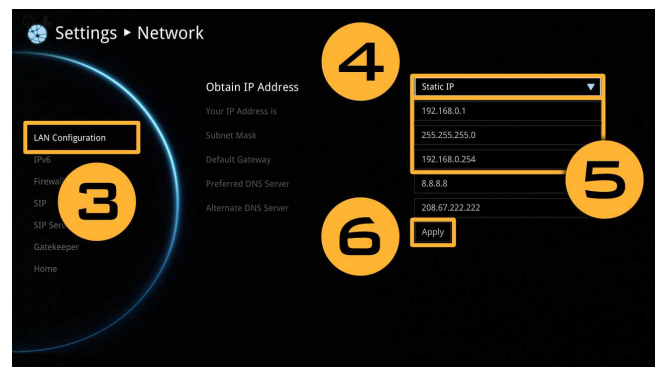 Settings ▸ Network
4
Obtain IP Address
Static IP
Your IP Address is
192.168.0.1
LAN Configuration
Subnet Mask
255.255.255.0
IPv6
Default Gateway
192.168.0.254
3
5
Preferred DNS Server
8.8.8.8
SIP
Alternate DNS Server
208.67.222.222
6
Apply
Gatekeeper
Home